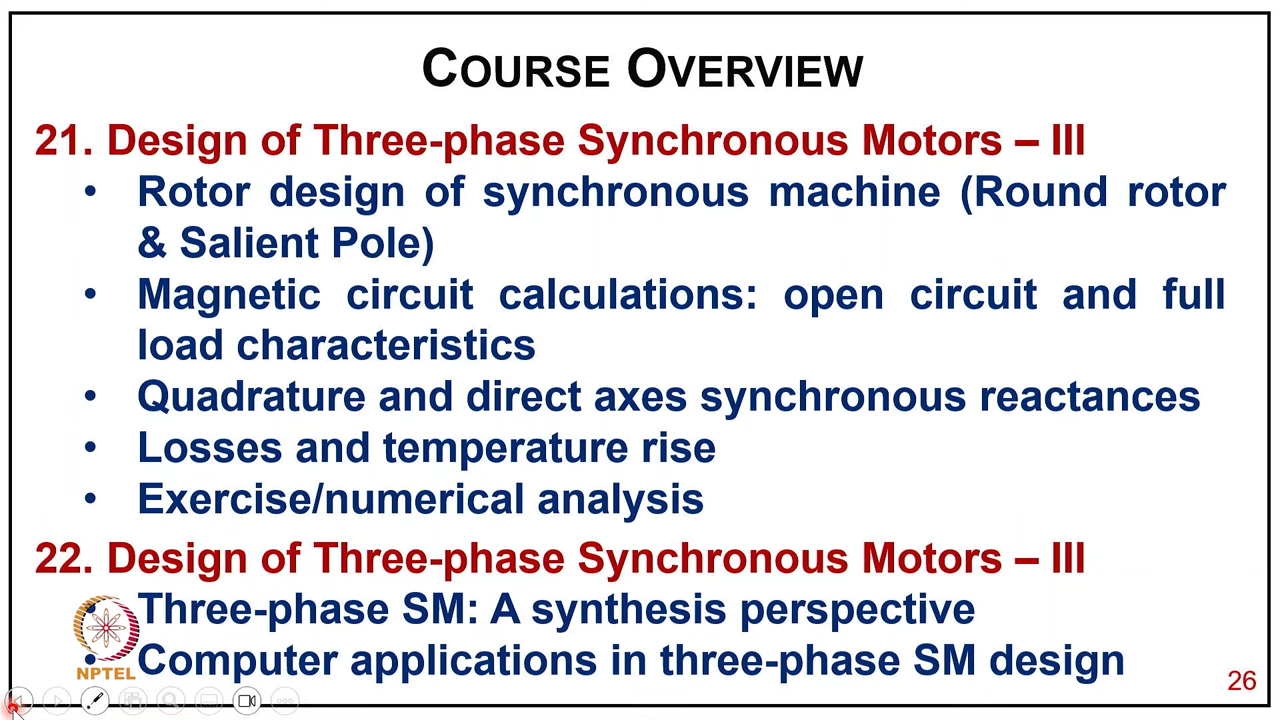 COURSE OVERVIEW
21. Design of Three-phase Synchronous Motors – III
• Rotor design of synchronous machine (Round rotor
& Salient Pole)
• Magnetic circuit calculations: open circuit and full
load characteristics
• Quadrature and direct axes synchronous reactances
• Losses and temperature rise
• Exercise/numerical analysis
22. Design of Three-phase Synchronous Motors – III
• Three-phase SM: A synthesis perspective
• Computer applications in three-phase SM design
NPTEL
26